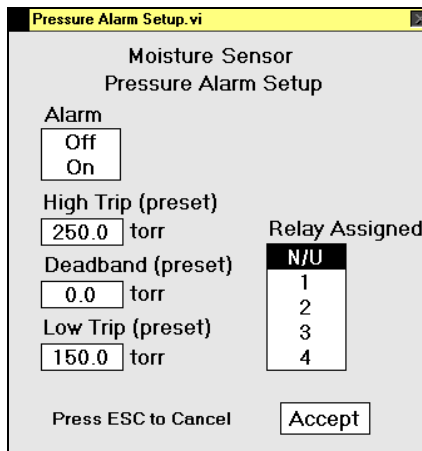 Pressure Alarm Setup.vi
Moisture Sensor
Pressure Alarm Setup
Alarm
Off
On
High Trip (preset)
250.0 torr
Deadband (preset)
0.0 torr
Low Trip (preset)
150.0 torr
Relay Assigned
N/U
1
2
3
4
Press ESC to Cancel
Accept